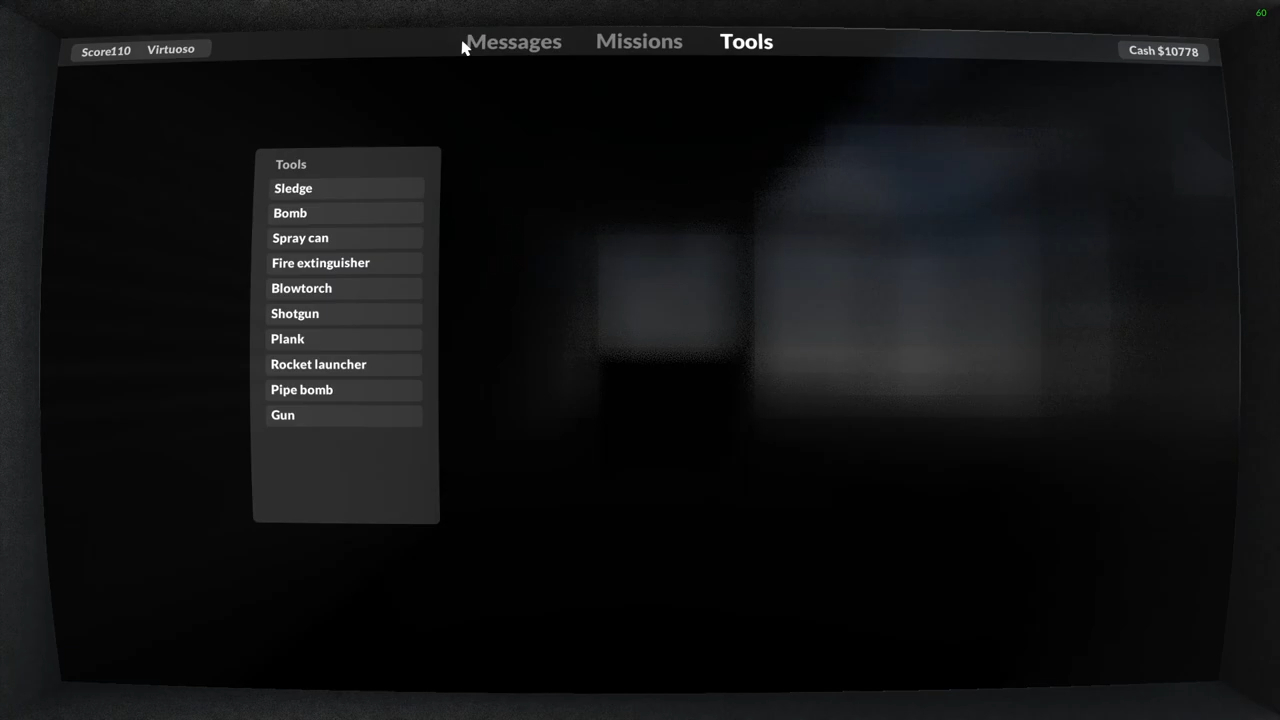 60
Score110 Virtuoso
Messages Missions Tools
Cash $10778
Tools
Sledge
Bomb
Spray can
Fire extinguisher
Blowtorch
Shotgun
Plank
Rocket launcher
Pipe bomb
Gun